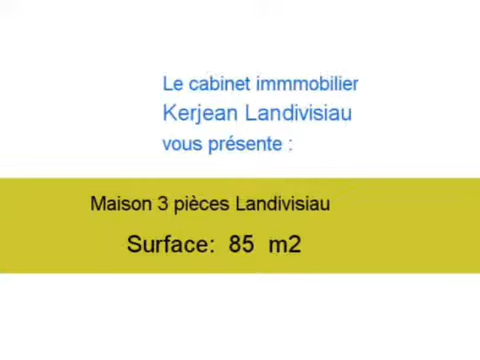 Le cabinet immmobilier
Kerjean Landivisiau
vous présente :
Maison 3 pièces Landivisiau
Surface: 85 m2